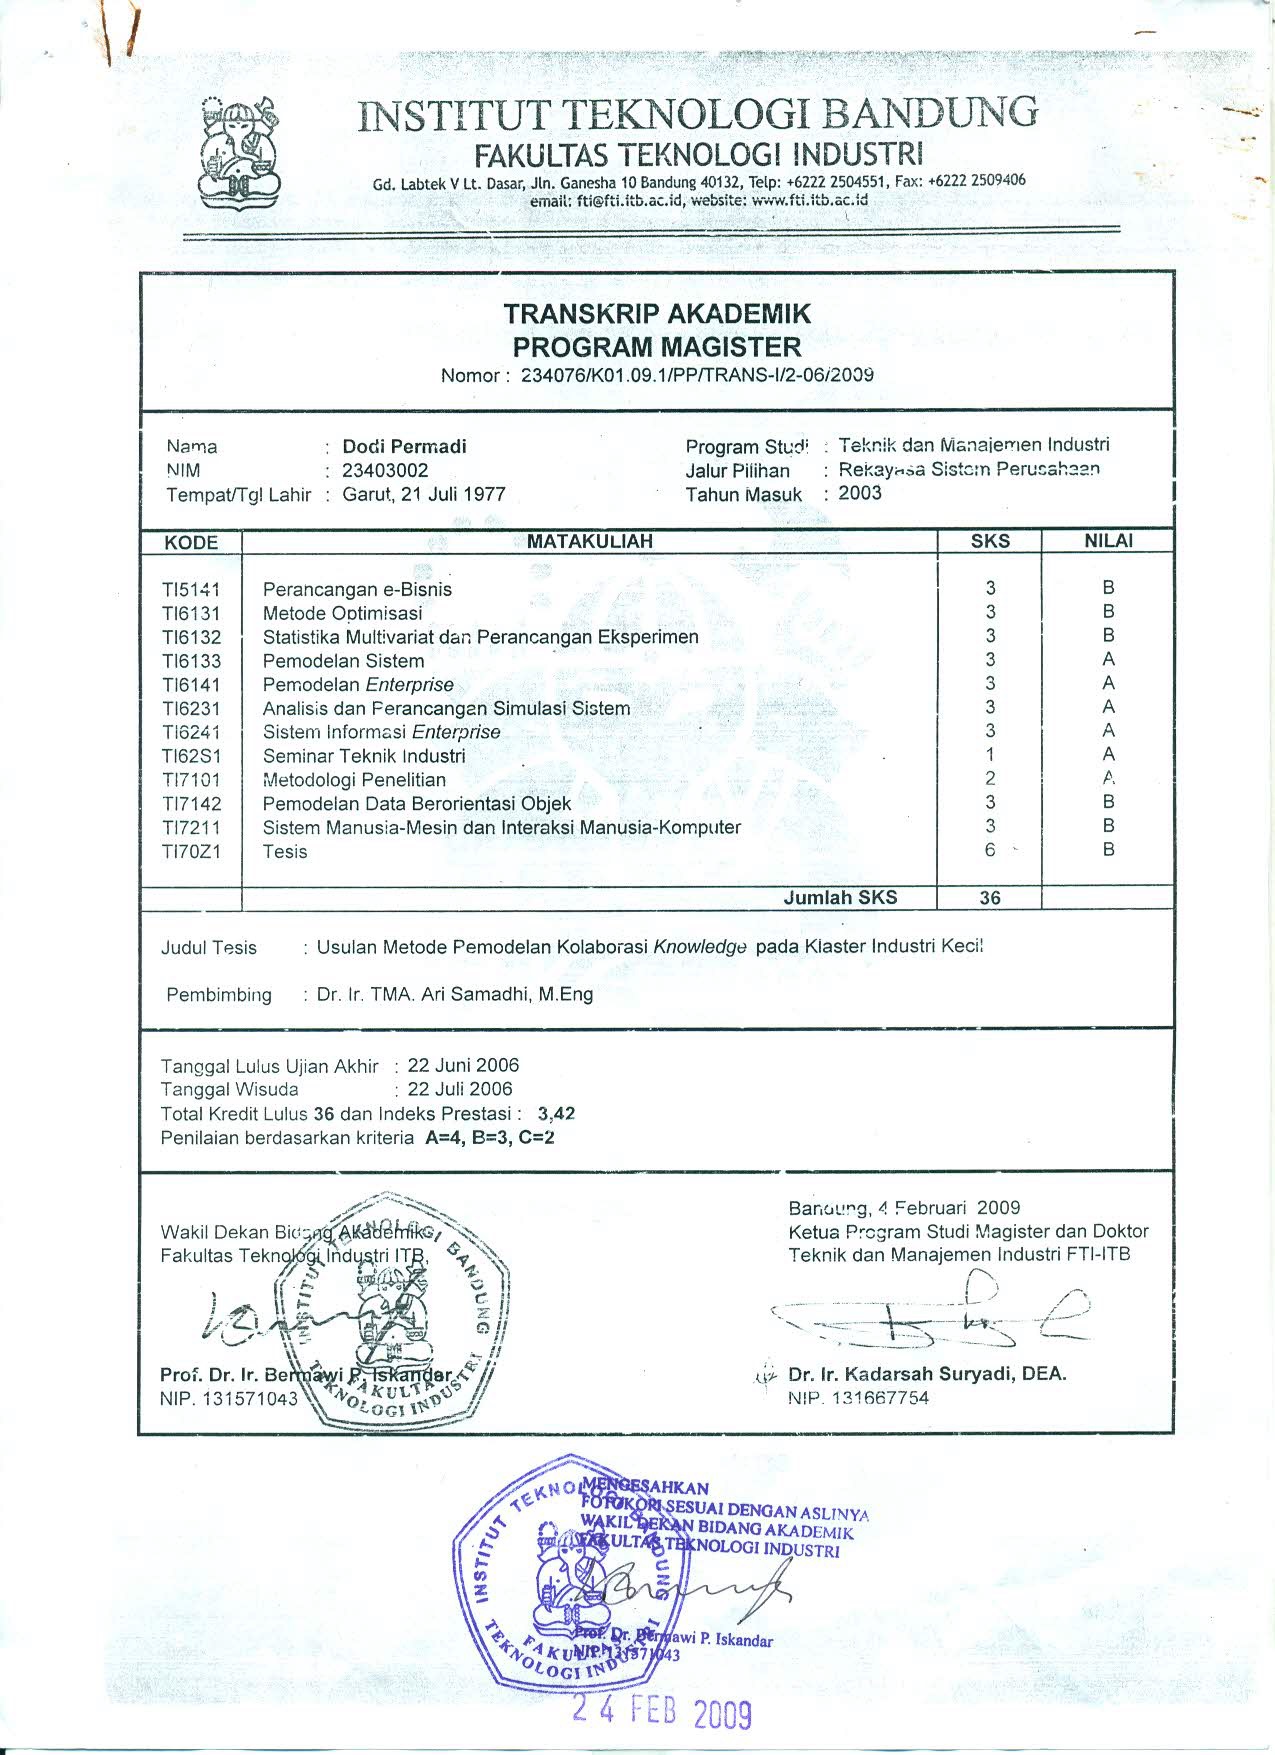 INSTITUT TEKNOLOGI BANDUNG
FAKULTAS TEKNOLOGI INDUSTRI
Gd. Labtek V Lt. Dasar, Jln. Ganesha 10 Bandung 40132, Telp: +6222 2504551, Fax: +6222 2509406
email: fti@fti.itb.ac.id, website: www.fti.itb.ac.id
TRANSKRIP AKADEMIK
PROGRAM MAGISTER
Nomor : 234076/K01.09.1/PP/TRANS-I/2-06/2009
Nama : Dodi Permadi Program Studi : Teknik dan Manajemen Industri
NIM : 23403002 Jalur Pilihan : Rekayasa Sistem Perusahaan
Tempat/Tgl Lahir : Garut, 21 Juli 1977 Tahun Masuk : 2003
KODE MATAKULIAH SKS NILAI
TI5141 Perancangan e-Bisnis 3 B
TI6131 Metode Optimisasi 3 B
TI6132 Statistika Multivariat dan Perancangan Eksperimen 3 B
TI6133 Pemodelan Sistem 3 A
TI6141 Pemodelan Enterprise 3 A
TI6231 Analisis dan Perancangan Simulasi Sistem 3 A
TI6241 Sistem Informasi Enterprise 3 A
TI62S1 Seminar Teknik Industri 1 A
TI7101 Metodologi Penelitian 2 A
TI7142 Pemodelan Data Berorientasi Objek 3 B
TI7211 Sistem Manusia-Mesin dan Interaksi Manusia-Komputer 3 B
TI70Z1 Tesis 6 B
Jumlah SKS 36
Judul Tesis : Usulan Metode Pemodelan Kolaborasi Knowledge pada Klaster Industri Kecil
Pembimbing : Dr. Ir. TMA. Ari Samadhi, M.Eng
Tanggal Lulus Ujian Akhir : 22 Juni 2006
Tanggal Wisuda : 22 Juli 2006
Total Kredit Lulus 36 dan Indeks Prestasi : 3,42
Penilaian berdasarkan kriteria A=4, B=3, C=2
Bandung, 4 Februari 2009
Wakil Dekan Bidang Akademik Ketua Program Studi Magister dan Doktor
Fakultas Teknologi Industri ITB, Teknik dan Manajemen Industri FTI-ITB
INSTITUT TEKNOLOGI BANDUNG
FAKULTAS
TEKNOLOGI INDUSTRI
Prof. Dr. Ir. Bermawi P. Iskandar Dr. Ir. Kadarsah Suryadi, DEA.
NIP. 131571043 NIP. 131667754
INSTITUT TEKNOLOGI BANDUNG
FAKULTAS
TEKNOLOGI INDUSTRI
MENGESAHKAN
FOTOKOPI SESUAI DENGAN ASLINYA
WAKIL DEKAN BIDANG AKADEMIK
FAKULTAS TEKNOLOGI INDUSTRI
Prof. Dr. Bermawi P. Iskandar
NIP. 131571043
24 FEB 2009